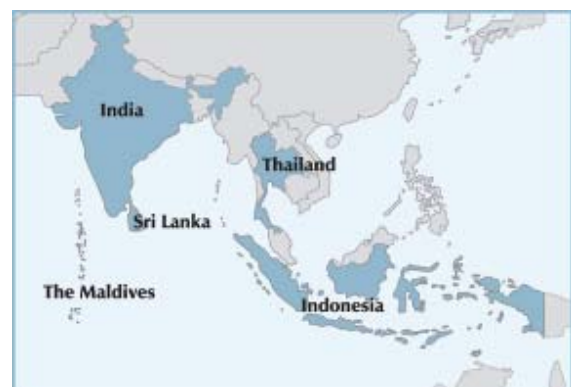 India
Thailand
Sri Lanka
The Maldives
Indonesia